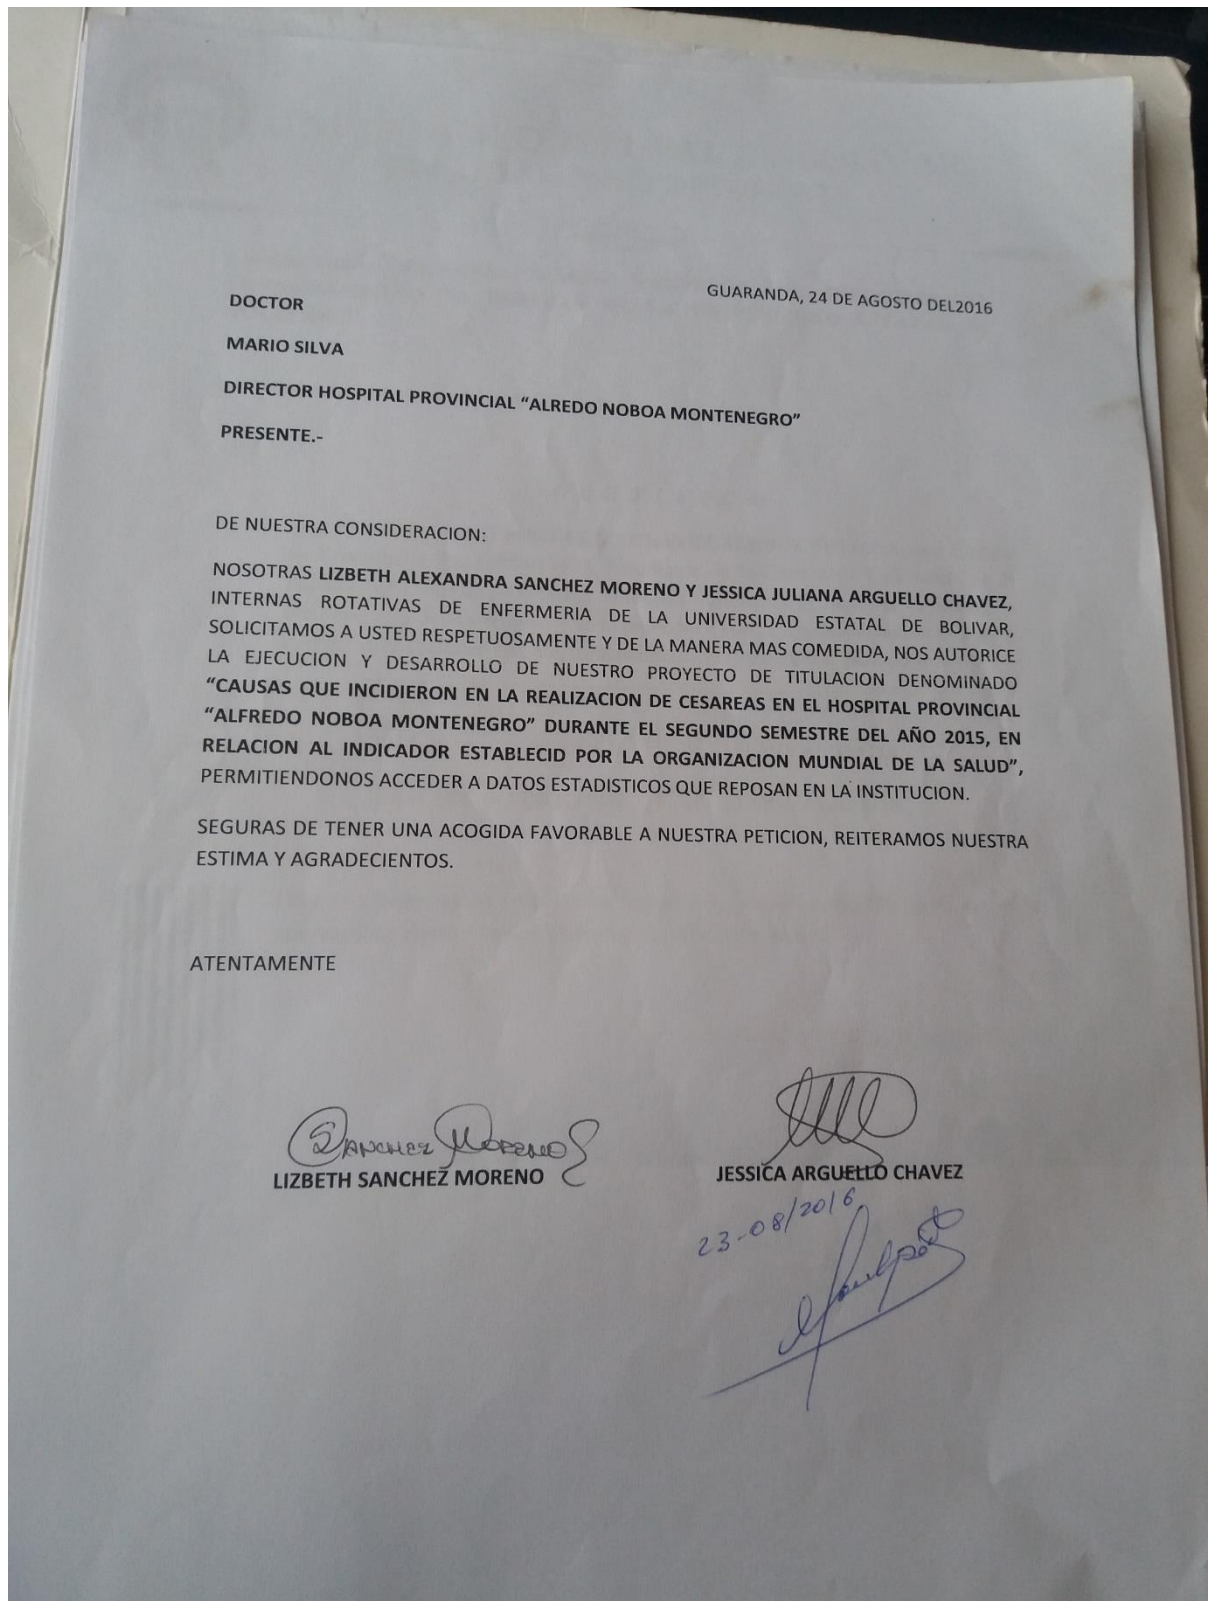 GUARANDA, 24 DE AGOSTO DEL2016
DOCTOR
MARIO SILVA
DIRECTOR HOSPITAL PROVINCIAL “ALREDO NOBOA MONTENEGRO”
PRESENTE.-
DE NUESTRA CONSIDERACION:
NOSOTRAS LIZBETH ALEXANDRA SANCHEZ MORENO Y JESSICA JULIANA ARGUELLO CHAVEZ,
INTERNAS ROTATIVAS DE ENFERMERIA DE LA UNIVERSIDAD ESTATAL DE BOLIVAR,
SOLICITAMOS A USTED RESPETUOSAMENTE Y DE LA MANERA MAS COMEDIDA, NOS AUTORICE
LA EJECUCION Y DESARROLLO DE NUESTRO PROYECTO DE TITULACION DENOMINADO
“CAUSAS QUE INCIDIERON EN LA REALIZACION DE CESAREAS EN EL HOSPITAL PROVINCIAL
“ALFREDO NOBOA MONTENEGRO” DURANTE EL SEGUNDO SEMESTRE DEL AÑO 2015, EN
RELACION AL INDICADOR ESTABLECID POR LA ORGANIZACION MUNDIAL DE LA SALUD”,
PERMITIENDONOS ACCEDER A DATOS ESTADISTICOS QUE REPOSAN EN LA INSTITUCION.
SEGURAS DE TENER UNA ACOGIDA FAVORABLE A NUESTRA PETICION, REITERAMOS NUESTRA
ESTIMA Y AGRADECIENTOS.
ATENTAMENTE
SANCHEZ MORENO
LIZBETH SANCHEZ MORENO
JESSICA ARGUELLO CHAVEZ
23-08/2016